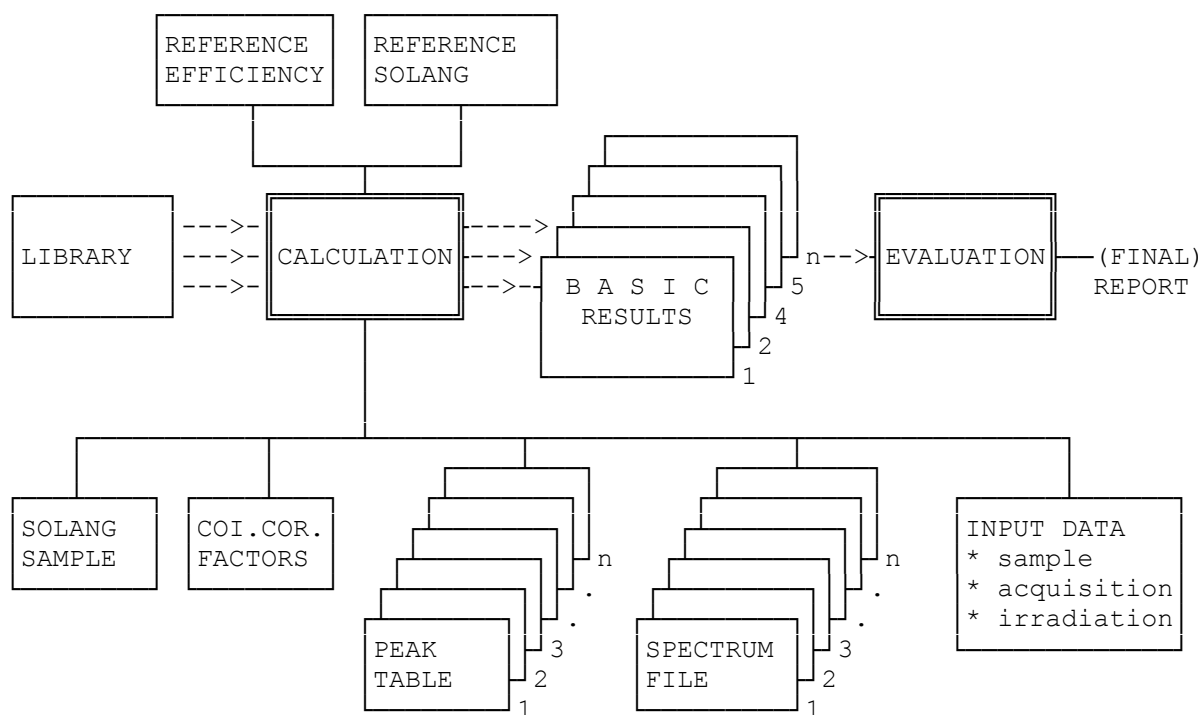 REFERENCE
EFFICIENCY
REFERENCE
SOLANG
LIBRARY
--->-
--->-
--->-
CALCULATION
---->
---->
-->->-
B A S I C
RESULTS
1
2
4
5
n-->-
EVALUATION
(FINAL)
REPORT
SOLANG
SAMPLE
COI.COR.
FACTORS
PEAK
TABLE
1
2
3
.
.
n
SPECTRUM
FILE
1
2
3
.
.
n
INPUT DATA
* sample
* acquisition
* irradiation